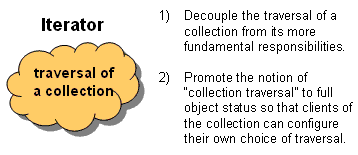 Iterator
traversal of
a collection
1) Decouple the traversal of a
collection from its more
fundamental responsibilities.
2) Promote the notion of
"collection traversal" to full
object status so that clients of
the collection can configure
their own choice of traversal.